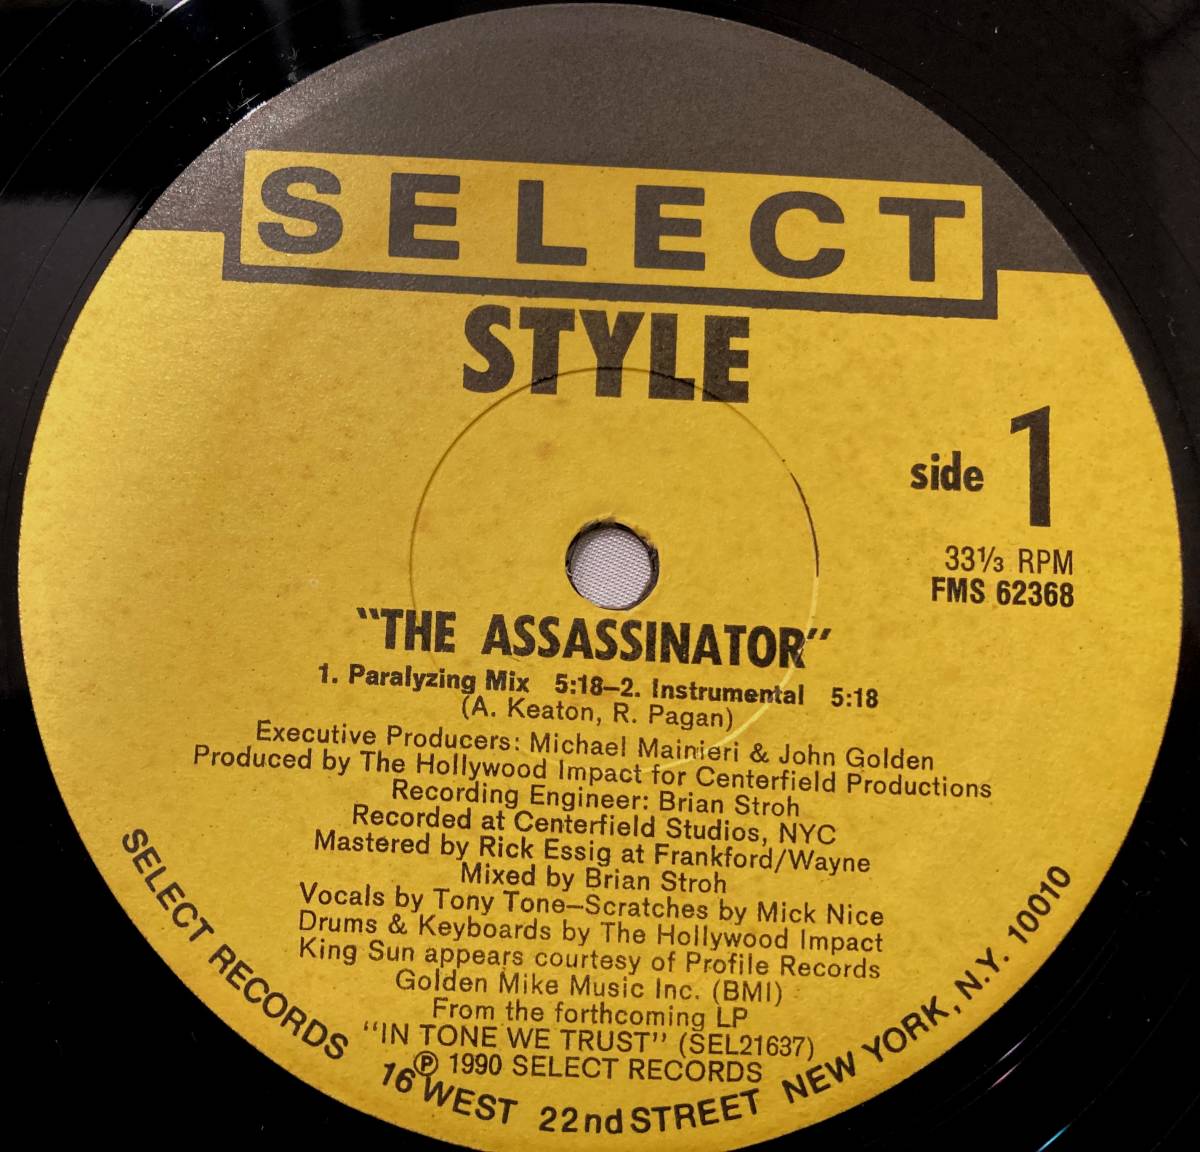 SELECT
STYLE
side 1
33⅓ RPM
FMS 62368
"THE ASSASSINATOR"
1. Paralyzing Mix 5:18–2. Instrumental 5:18
(A. Keaton, R. Pagan)
Executive Producers: Michael Mainieri & John Golden
Produced by The Hollywood Impact for Centerfield Productions
Recording Engineer: Brian Stroh
Recorded at Centerfield Studios, NYC
Mastered by Rick Essig at Frankford/Wayne
Mixed by Brian Stroh
Vocals by Tony Tone–Scratches by Mick Nice
Drums & Keyboards by The Hollywood Impact
King Sun appears courtesy of Profile Records
Golden Mike Music Inc. (BMI)
From the forthcoming LP
"IN TONE WE TRUST" (SEL21637)
℗ 1990 SELECT RECORDS
SELECT RECORDS 16 WEST 22nd STREET NEW YORK, N.Y. 10010